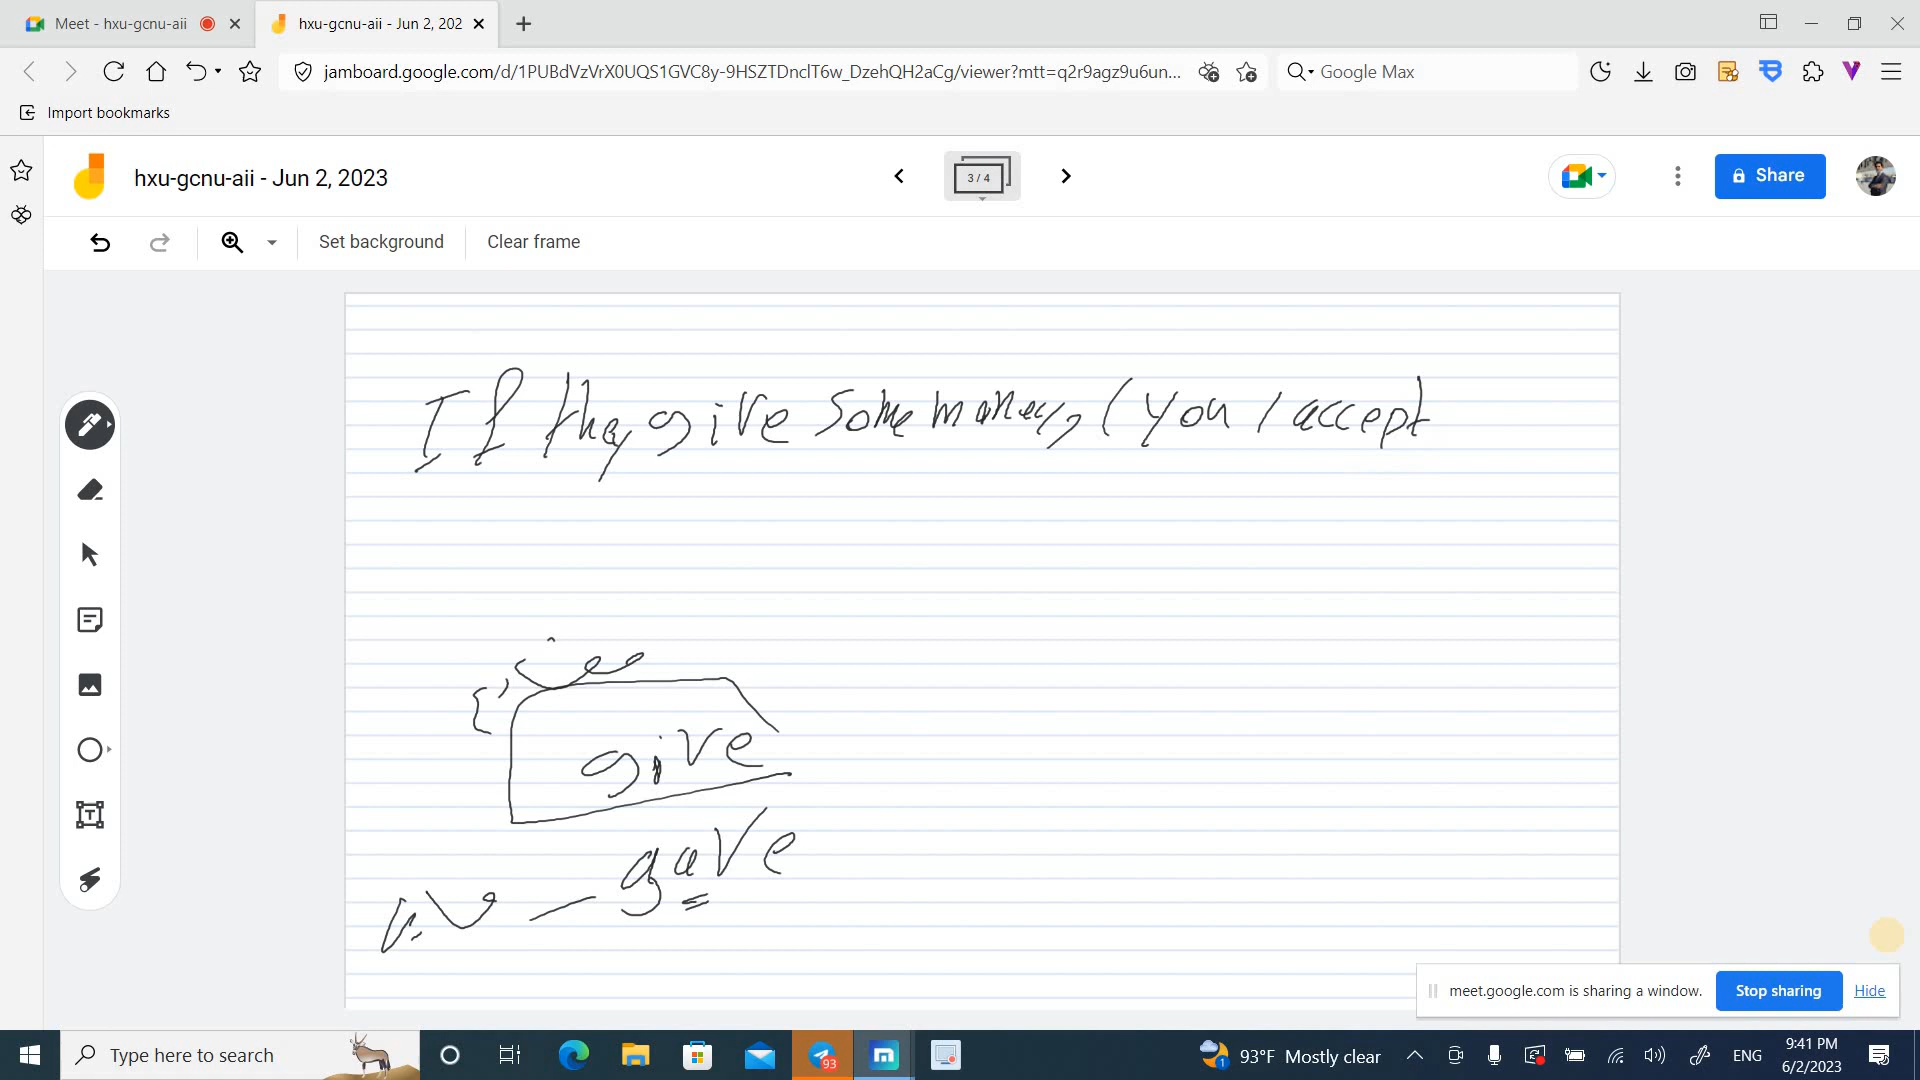 Meet - hxu-gcnu-aii
hxu-gcnu-aii - Jun 2, 202
jamboard.google.com/d/1PUBdVzVrX0UQS1GVC8y-9HSZTDnclT6w_DzehQH2aCg/viewer?mtt=q2r9agz9u6un...
Google Max
Import bookmarks
hxu-gcnu-aii - Jun 2, 2023
3 / 4
Share
Set background
Clear frame
If they give some money, (you / accept
give
gave
meet.google.com is sharing a window.
Stop sharing
Hide
Type here to search
93
1
93°F Mostly clear
ENG
9:41 PM
6/2/2023